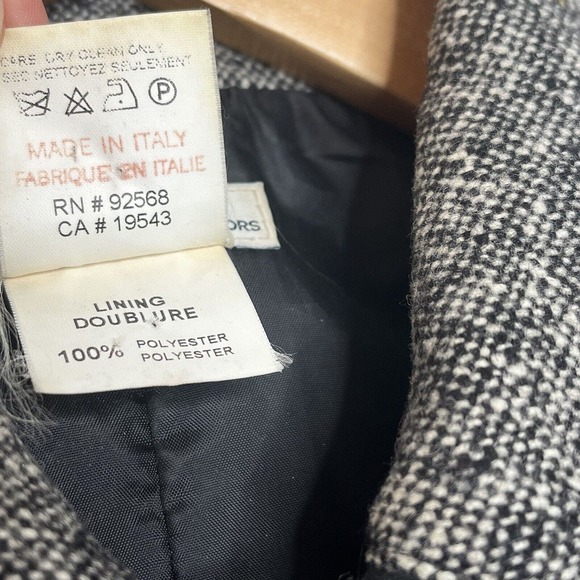 CARE: DRY CLEAN ONLY
SEC NETTOYEZ SEULEMENT
P
MADE IN ITALY
FABRIQUE EN ITALIE
RN # 92568
CA # 19543
ORS
LINING
DOUBLURE
100% POLYESTER
POLYESTER